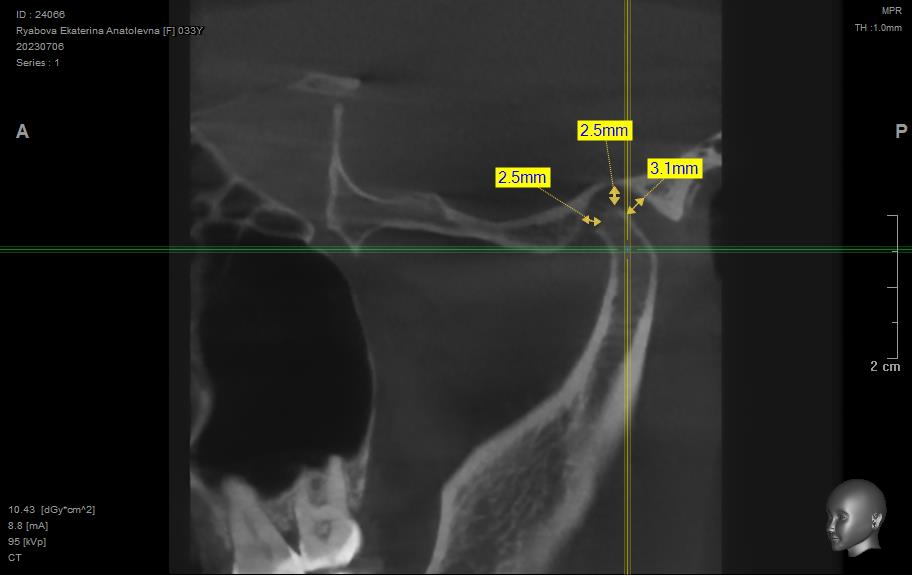 ID : 24066
Ryabova Ekaterina Anatolevna [F] 033Y
20230706
Series : 1
MPR
TH :1.0mm
A
P
2.5mm
3.1mm
2.5mm
2 cm
10.43 [dGy*cm^2]
8.8 [mA]
95 [kVp]
CT